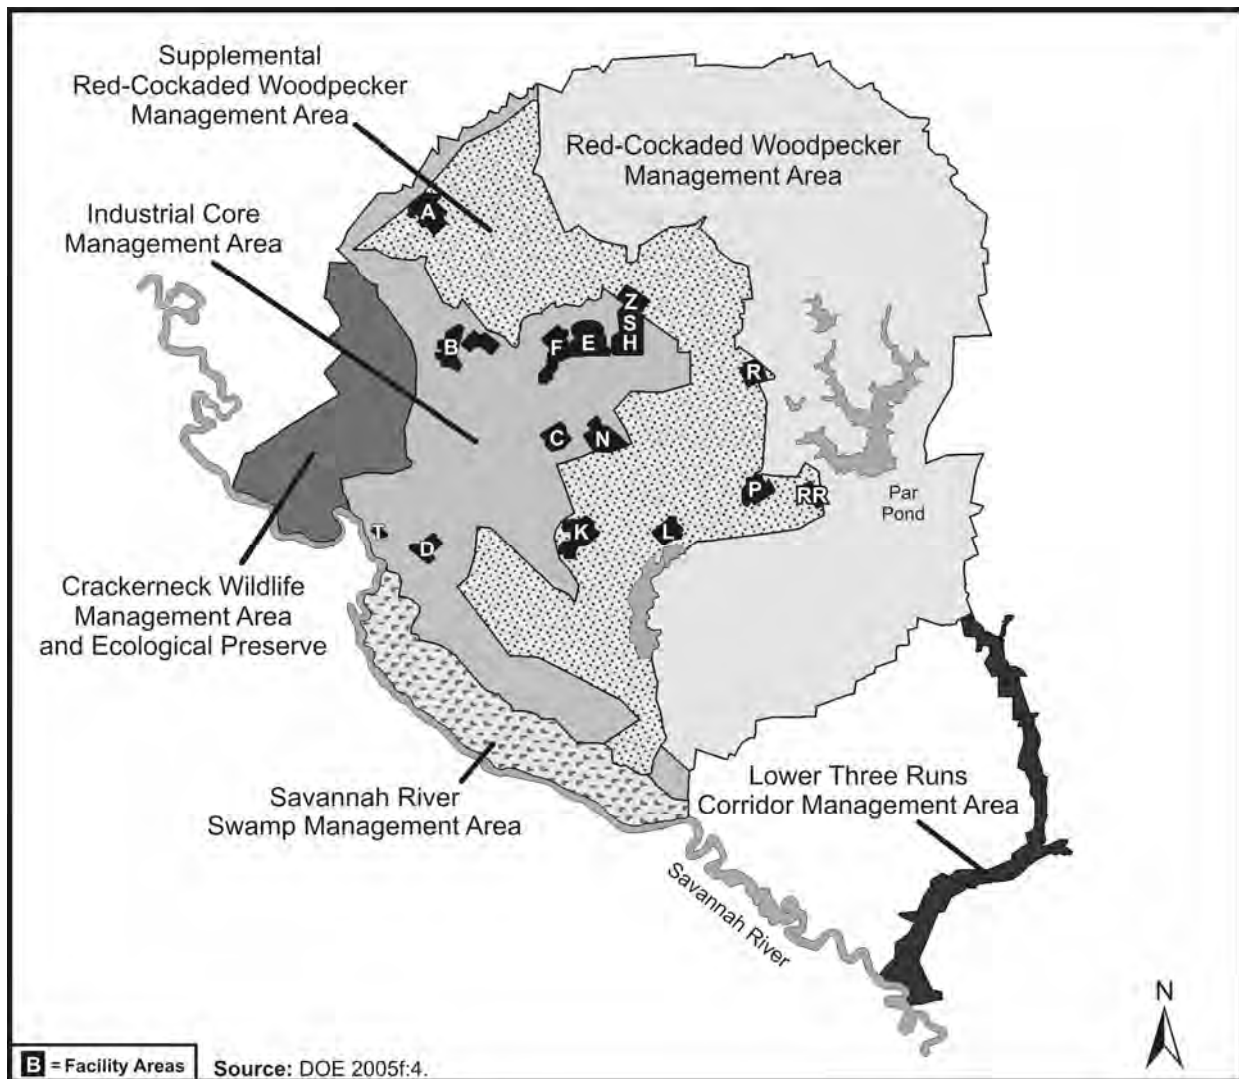 Supplemental
Red-Cockaded Woodpecker
Management Area
Red-Cockaded Woodpecker
Management Area
Industrial Core
Management Area
A
Z
S
B
F
E
H
R
C
N
P
RR
Par
Pond
T
D
K
L
Crackerneck Wildlife
Management Area
and Ecological Preserve
Savannah River
Swamp Management Area
Lower Three Runs
Corridor Management Area
Savannah River
N
B = Facility Areas
Source: DOE 2005f:4.